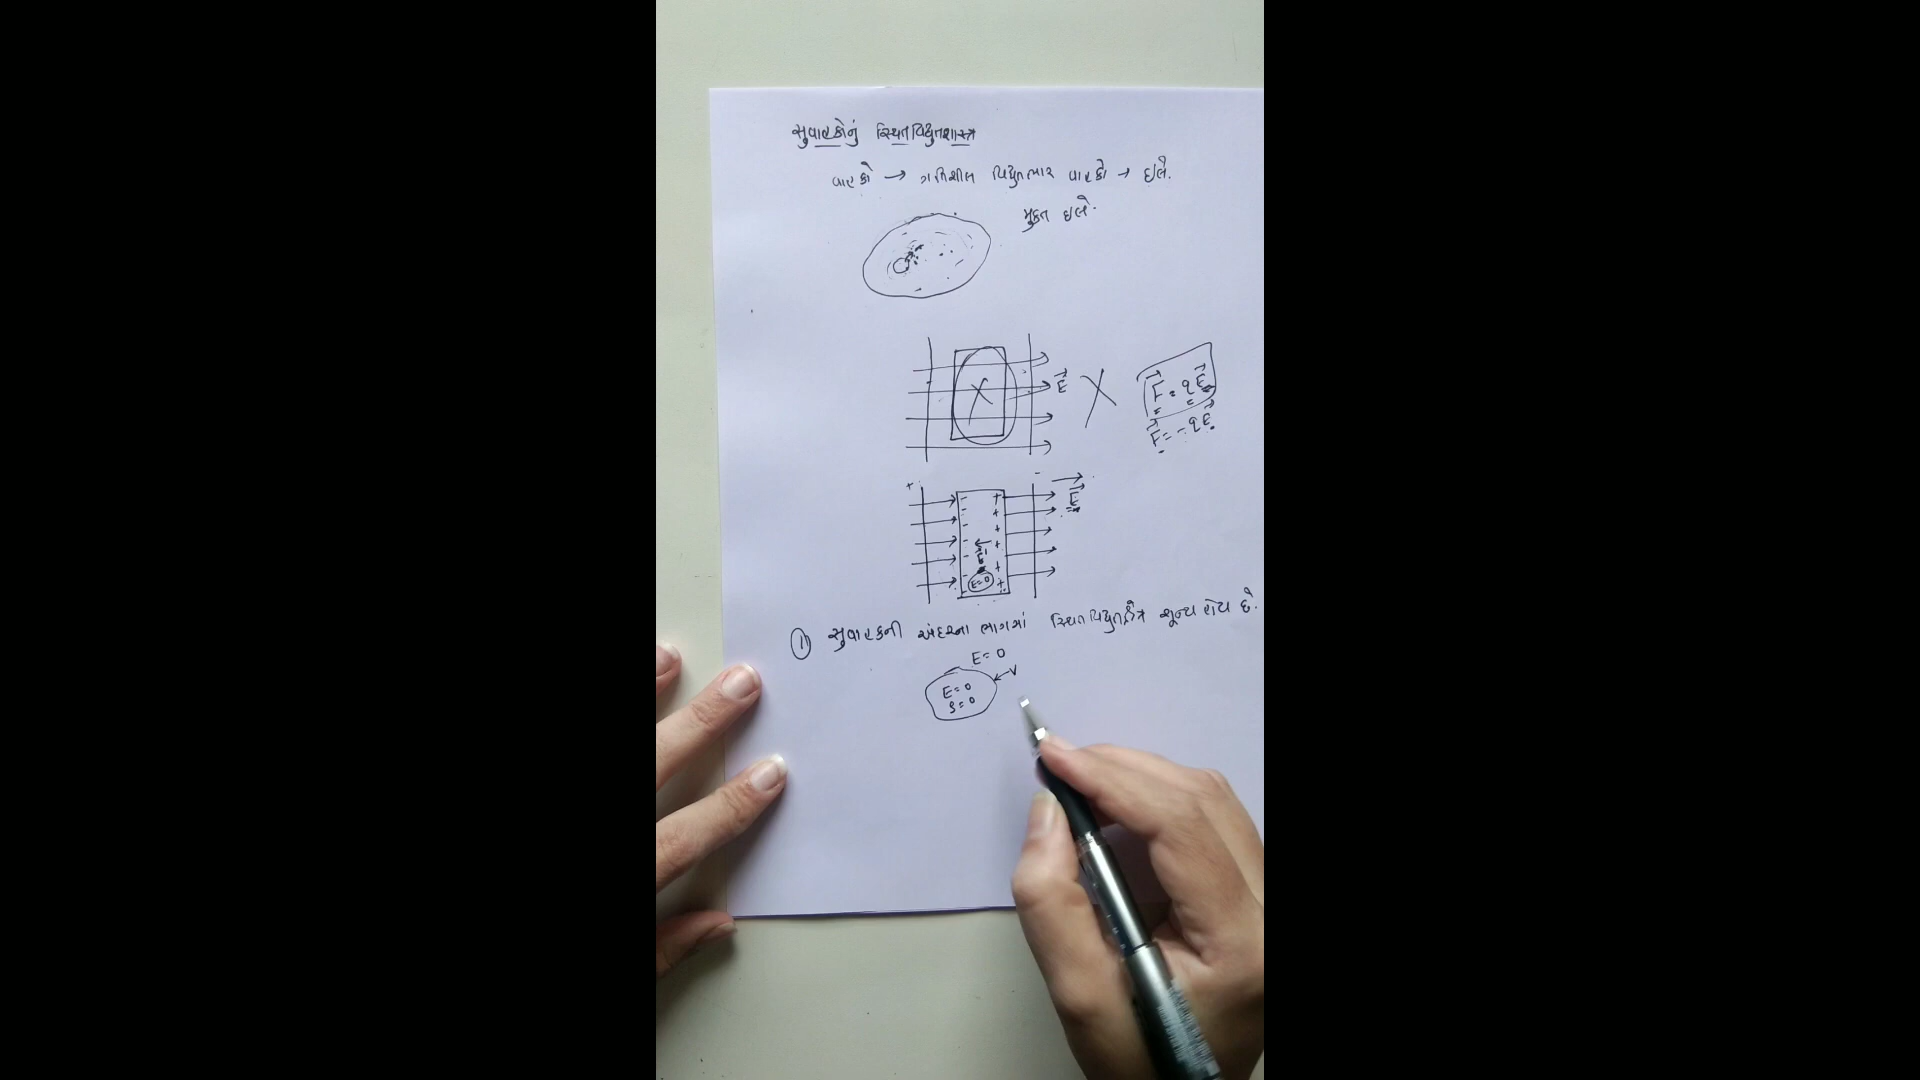 સુવાહકોનું સ્થિતવિદ્યુતશાસ્ત્ર
વાહકો → ગતિશીલ વિદ્યુતભાર વાહકો → ઇલે.
મુક્ત ઇલે.
E
F = qE
F = -qE
+ -
E
E'
E=0
① સુવાહકની અંદરના ભાગમાં સ્થિતવિદ્યુતક્ષેત્ર શૂન્ય હોય છે.
E=0
V
E=0
ρ=0